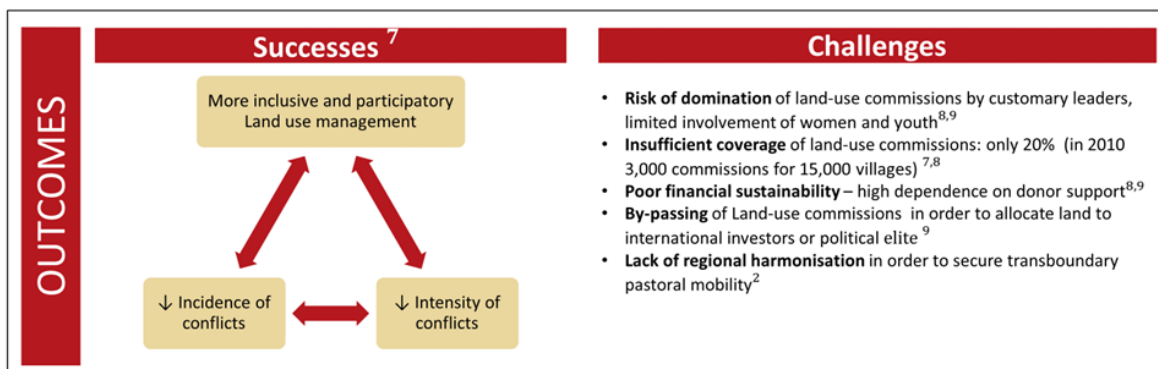 OUTCOMES
Successes 7
More inclusive and participatory
Land use management
↓ Incidence of
conflicts
↓ Intensity of
conflicts
Challenges
• Risk of domination of land-use commissions by customary leaders,
limited involvement of women and youth8,9
• Insufficient coverage of land-use commissions: only 20% (in 2010
3,000 commissions for 15,000 villages) 7,8
• Poor financial sustainability – high dependence on donor support8,9
• By-passing of Land-use commissions in order to allocate land to
international investors or political elite 9
• Lack of regional harmonisation in order to secure transboundary
pastoral mobility2